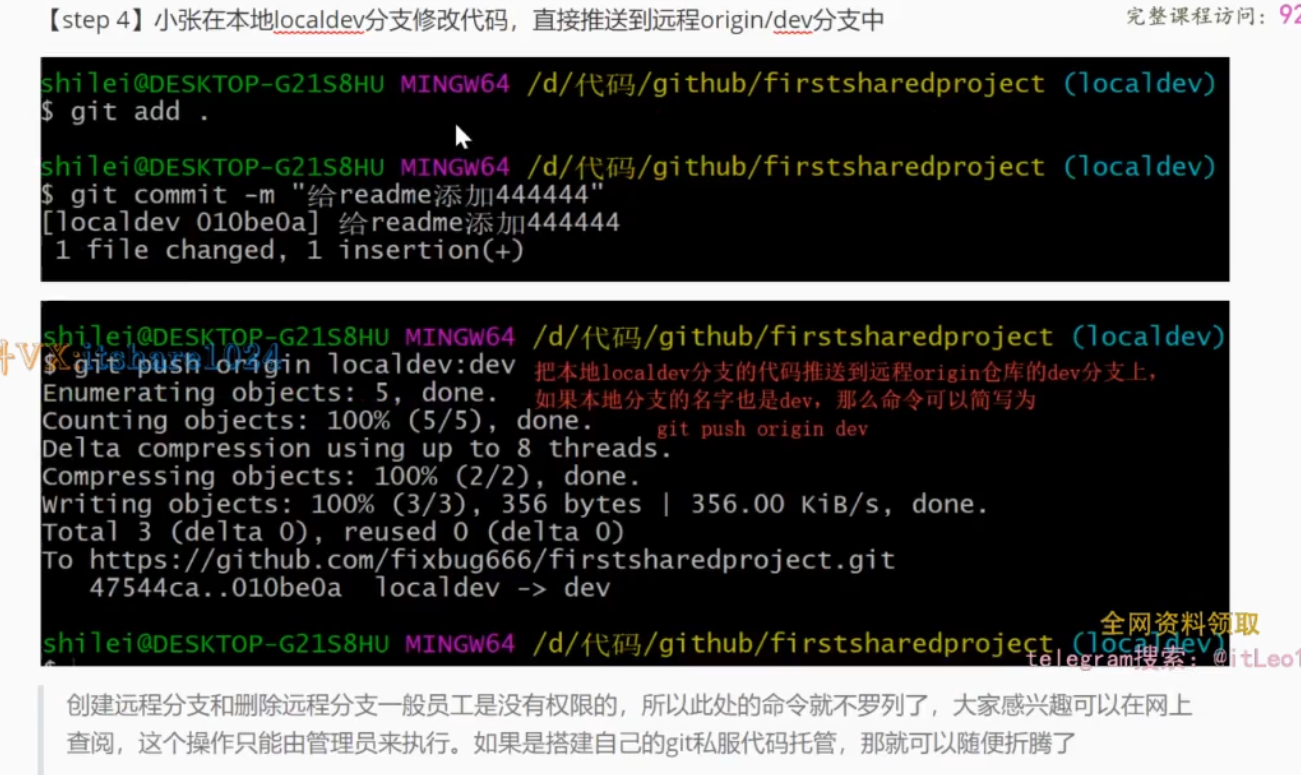 【step 4】小张在本地localdev分支修改代码，直接推送到远程origin/dev分支中
完整课程访问：92
shilei@DESKTOP-G21S8HU MINGW64 /d/代码/github/firstsharedproject (localdev)
$ git add .
shilei@DESKTOP-G21S8HU MINGW64 /d/代码/github/firstsharedproject (localdev)
$ git commit -m "给readme添加444444"
[localdev 010be0a] 给readme添加444444
1 file changed, 1 insertion(+)
shilei@DESKTOP-G21S8HU MINGW64 /d/代码/github/firstsharedproject (localdev)
VX:itshare1024
$ git push origin localdev:dev
把本地localdev分支的代码推送到远程origin仓库的dev分支上，
如果本地分支的名字也是dev，那么命令可以简写为
git push origin dev
Enumerating objects: 5, done.
Counting objects: 100% (5/5), done.
Delta compression using up to 8 threads.
Compressing objects: 100% (2/2), done.
Writing objects: 100% (3/3), 356 bytes | 356.00 KiB/s, done.
Total 3 (delta 0), reused 0 (delta 0)
To https://github.com/fixbug666/firstsharedproject.git
47544ca..010be0a localdev -> dev
shilei@DESKTOP-G21S8HU MINGW64 /d/代码/github/firstsharedproject (localdev)
全网资料领取
telegram搜索：@itLeo1
创建远程分支和删除远程分支一般员工是没有权限的，所以此处的命令就不罗列了，大家感兴趣可以在网上
查阅，这个操作只能由管理员来执行。如果是搭建自己的git私服代码托管，那就可以随便折腾了